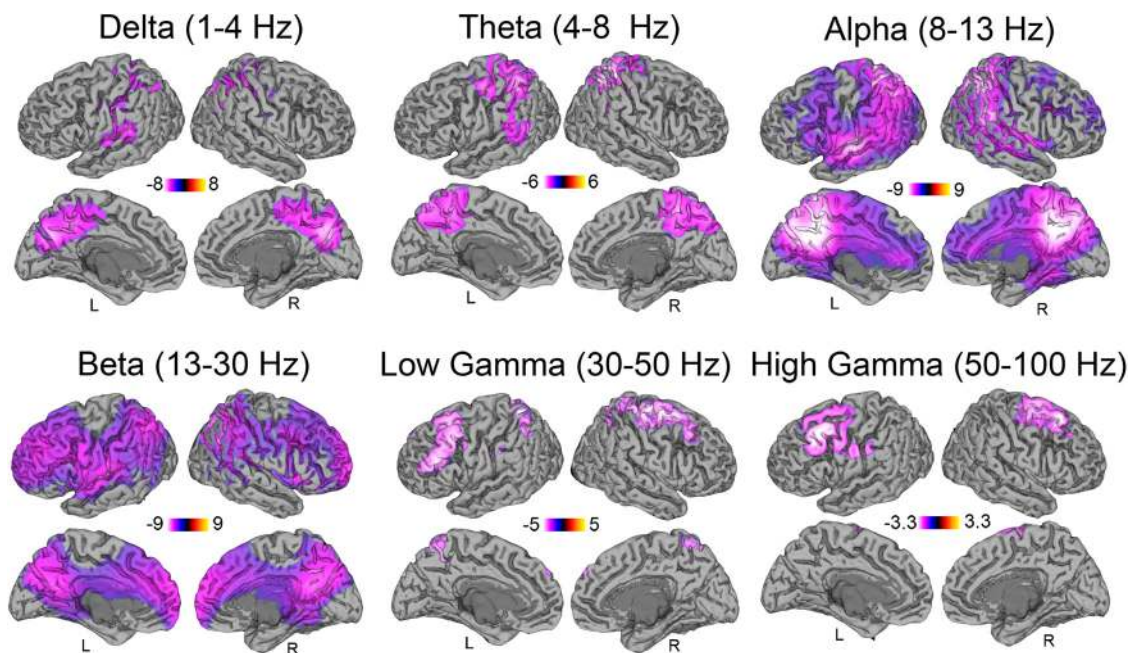 Delta (1-4 Hz)
Theta (4-8 Hz)
Alpha (8-13 Hz)
-8 8
-6 6
-9 9
L R
L R
L R
Beta (13-30 Hz)
Low Gamma (30-50 Hz)
High Gamma (50-100 Hz)
-9 9
-5 5
-3.3 3.3
L R
L R
L R